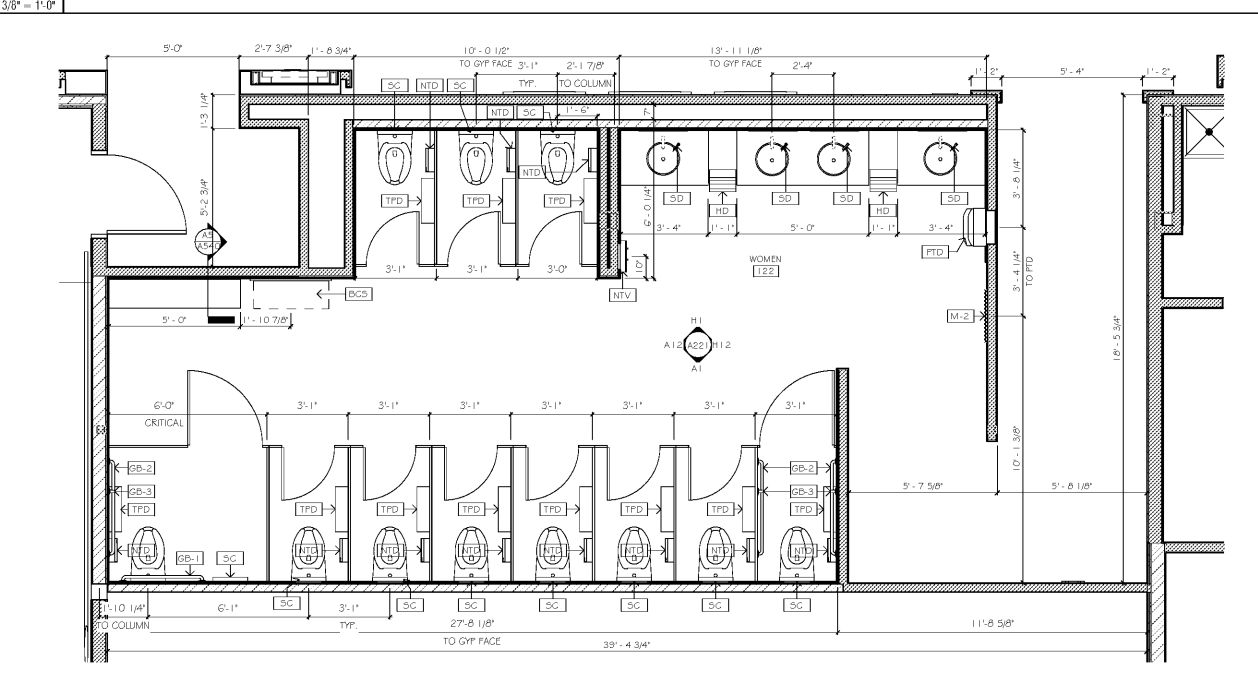 3/8" = 1'-0"
5'-0" 2'-7 3/8" 1'- 8 3/4" 10' - 0 1/2" 13' - 11 1/8"
TO GYP FACE TO GYP FACE
3'-1" 2'-1 7/8" 2'-4" 1' - 2" 5' - 4" 1' - 2"
TYP. TO COLUMN
SC NTD SC
1'-3 1/4" NTD SC 1' - 6" 7"
NTD
5'-2 3/4" TPD TPD TPD 6' - 0 1/4" SD SD SD SD 3' - 8 1/4"
HD HD
3' - 4" 1' - 1" 5' - 0" 1' - 1" 3' - 4"
A5
A540
PTD
WOMEN
122
3'-1" 3'-1" 3'-0" 10"
3' - 4 1/4"
TO PTD
BCS NTV
5' - 0" 1' - 10 7/8"
M-2
H1
A12 A221 H12
A1
18' - 5 3/4"
6'-0" 3'-1" 3'-1" 3'-1" 3'-1" 3'-1" 3'-1" 3'-1"
CRITICAL
10' - 1 3/8"
GB-2 GB-2
GB-3 GB-3
5' - 7 5/8" 5' - 8 1/8"
TPD TPD TPD TPD TPD TPD TPD TPD
NTD NTD NTD NTD NTD NTD NTD NTD
GB-1 SC
SC SC SC SC SC SC SC
1'-10 1/4" 6'-1" 3'-1"
TO COLUMN TYP. 27'-8 1/8" 11'-8 5/8"
TO GYP FACE
39' - 4 3/4"